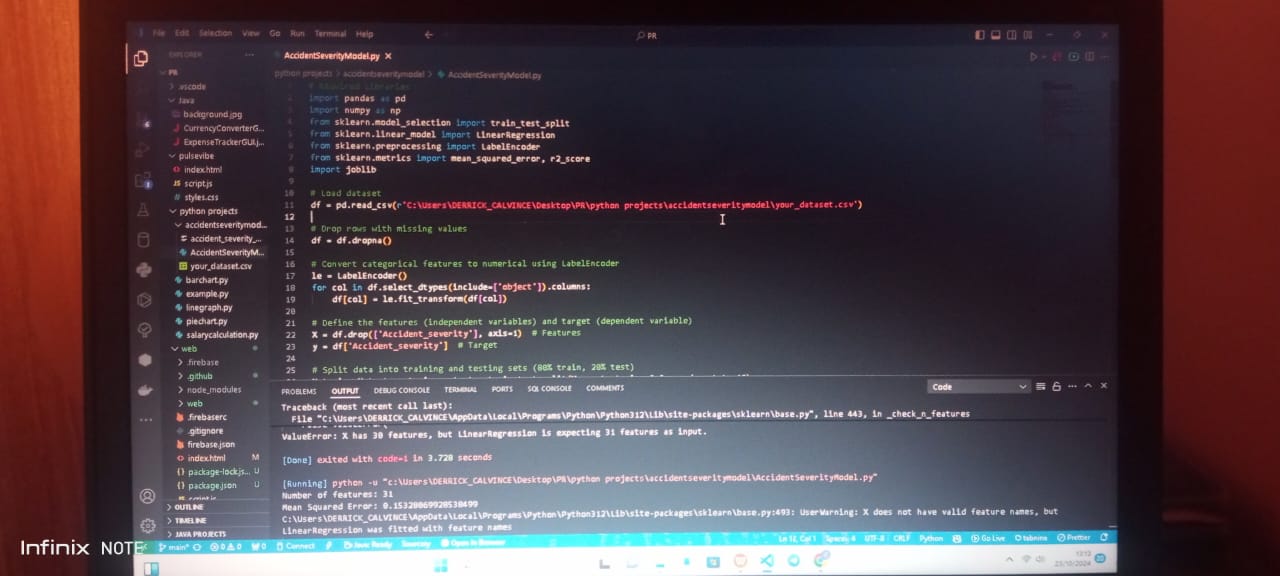 File Edit Selection View Go Run Terminal Help
PR
EXPLORER
AccidentSeverityModel.py
python projects > accidentseveritymodel > AccidentSeverityModel.py
PR
.vscode
Java
background.jpg
CurrencyConverterG...
ExpenseTrackerGUI.j...
pulsevibe
index.html
script.js
styles.css
python projects
accidentseveritymod...
accident_severity_...
AccidentSeverityM...
your_dataset.csv
barchart.py
example.py
linegraph.py
piechart.py
salarycalculation.py
web
.firebase
.github
node_modules
web
.firebaserc
.gitignore
firebase.json
index.html M
package-lock.js... U
package.json U
OUTLINE
TIMELINE
JAVA PROJECTS
# Required Libraries
2 import pandas as pd
3 import numpy as np
4 from sklearn.model_selection import train_test_split
5 from sklearn.linear_model import LinearRegression
6 from sklearn.preprocessing import LabelEncoder
7 from sklearn.metrics import mean_squared_error, r2_score
8 import joblib
9
10 # Load dataset
11 df = pd.read_csv(r'C:\Users\DERRICK_CALVINCE\Desktop\PR\python projects\accidentseveritymodel\your_dataset.csv')
12
13 # Drop rows with missing values
14 df = df.dropna()
15
16 # Convert categorical features to numerical using LabelEncoder
17 le = LabelEncoder()
18 for col in df.select_dtypes(include=['object']).columns:
19 df[col] = le.fit_transform(df[col])
20
21 # Define the features (independent variables) and target (dependent variable)
22 X = df.drop(['Accident_severity'], axis=1) # Features
23 y = df['Accident_severity'] # Target
24
25 # Split data into training and testing sets (80% train, 20% test)
PROBLEMS OUTPUT DEBUG CONSOLE TERMINAL PORTS SQL CONSOLE COMMENTS
Code
Traceback (most recent call last):
File "C:\Users\DERRICK_CALVINCE\AppData\Local\Programs\Python\Python312\Lib\site-packages\sklearn\base.py", line 443, in _check_n_features
ValueError: X has 30 features, but LinearRegression is expecting 31 features as input.
[Done] exited with code=1 in 3.728 seconds
[Running] python -u "c:\Users\DERRICK_CALVINCE\Desktop\PR\python projects\accidentseveritymodel\AccidentSeverityModel.py"
Number of features: 31
Mean Squared Error: 0.15320069920530499
C:\Users\DERRICK_CALVINCE\AppData\Local\Programs\Python\Python312\Lib\site-packages\sklearn\base.py:493: UserWarning: X does not have valid feature names, but
LinearRegression was fitted with feature names
main* Connect Java: Ready Open in Browser Ln 12, Col 1 Spaces: 4 UTF-8 CRLF Python Go Live tabnine Prettier
13:13
23/10/2024
Infinix NOTE